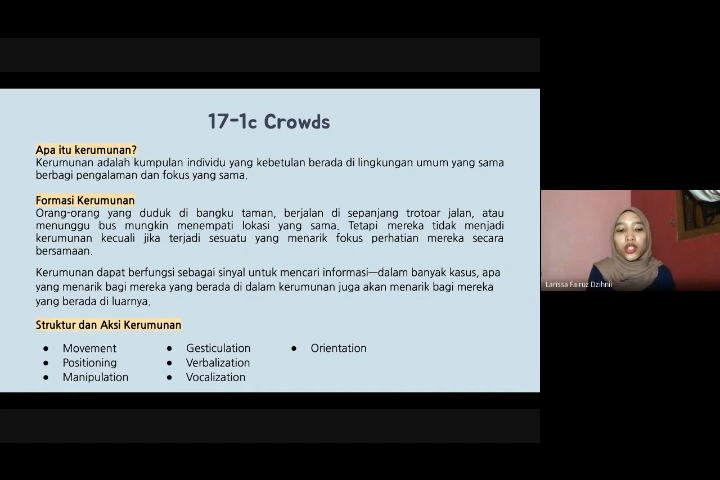 17-1c Crowds
Apa itu kerumunan?
Kerumunan adalah kumpulan individu yang kebetulan berada di lingkungan umum yang sama
berbagi pengalaman dan fokus yang sama.
Formasi Kerumunan
Orang-orang yang duduk di bangku taman, berjalan di sepanjang trotoar jalan, atau
menunggu bus mungkin menempati lokasi yang sama. Tetapi mereka tidak menjadi
kerumunan kecuali jika terjadi sesuatu yang menarik fokus perhatian mereka secara
bersamaan.
Kerumunan dapat berfungsi sebagai sinyal untuk mencari informasi—dalam banyak kasus, apa
yang menarik bagi mereka yang berada di dalam kerumunan juga akan menarik bagi mereka
yang berada di luarnya.
Struktur dan Aksi Kerumunan
• Movement
• Positioning
• Manipulation
• Gesticulation
• Verbalization
• Vocalization
• Orientation
Larissa Fairuz Dzihnii